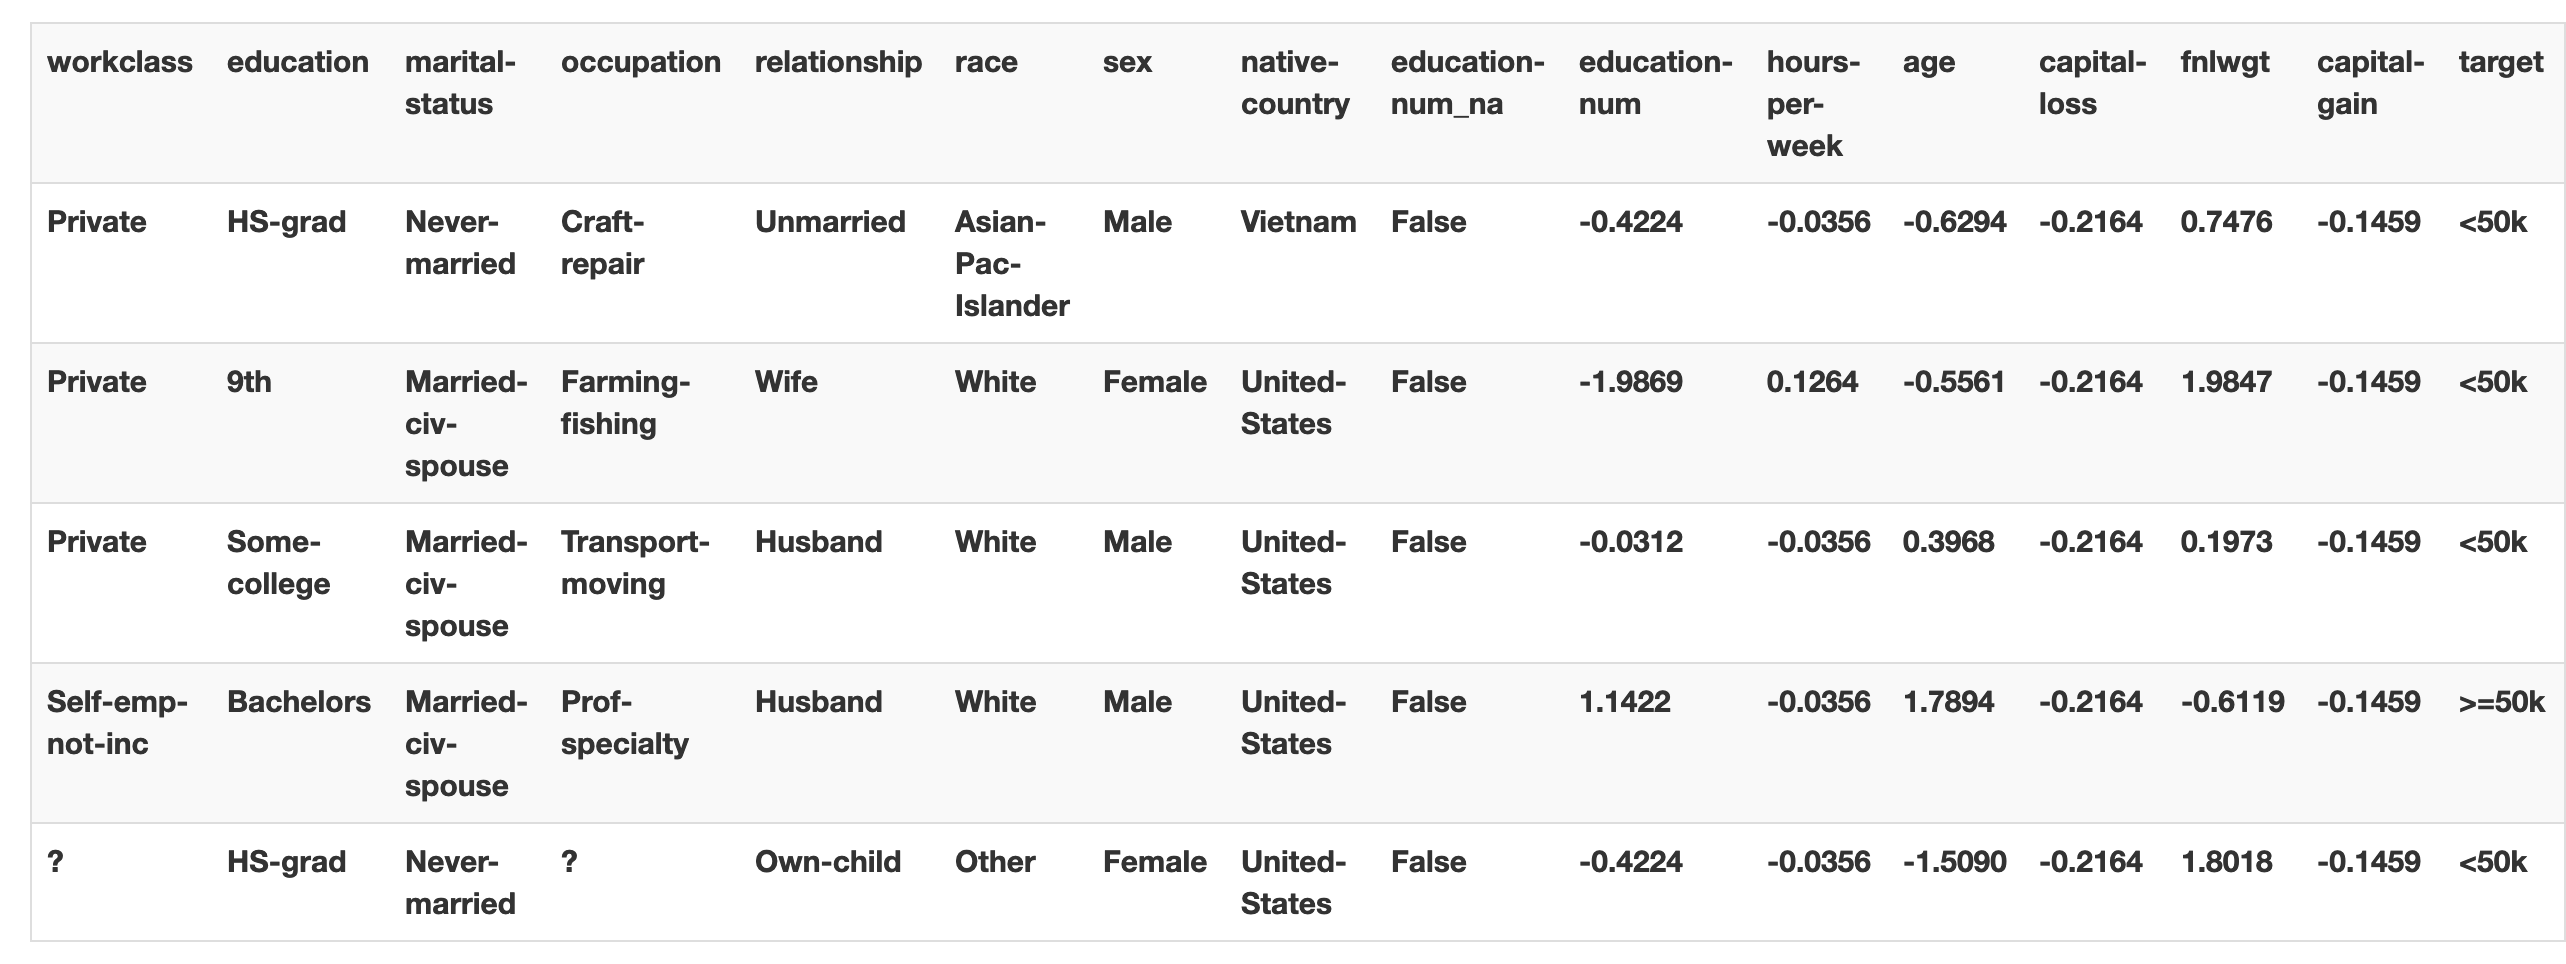 workclass education marital-status occupation relationship race sex native-country education-num_na education-num hours-per-week age capital-loss fnlwgt capital-gain target
Private HS-grad Never-married Craft-repair Unmarried Asian-Pac-Islander Male Vietnam False -0.4224 -0.0356 -0.6294 -0.2164 0.7476 -0.1459 <50k
Private 9th Married-civ-spouse Farming-fishing Wife White Female United-States False -1.9869 0.1264 -0.5561 -0.2164 1.9847 -0.1459 <50k
Private Some-college Married-civ-spouse Transport-moving Husband White Male United-States False -0.0312 -0.0356 0.3968 -0.2164 0.1973 -0.1459 <50k
Self-emp-not-inc Bachelors Married-civ-spouse Prof-specialty Husband White Male United-States False 1.1422 -0.0356 1.7894 -0.2164 -0.6119 -0.1459 >=50k
? HS-grad Never-married ? Own-child Other Female United-States False -0.4224 -0.0356 -1.5090 -0.2164 1.8018 -0.1459 <50k